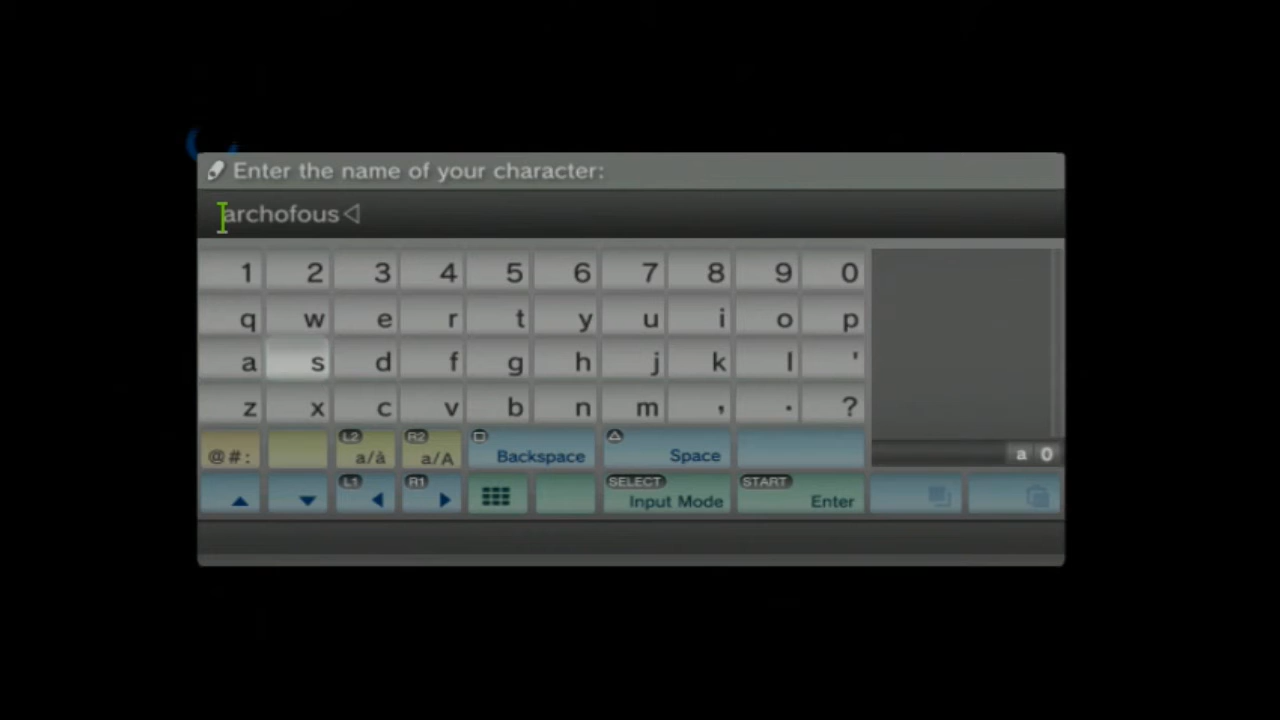 Enter the name of your character:
archofous
1 2 3 4 5 6 7 8 9 0
q w e r t y u i o p
a s d f g h j k l '
z x c v b n m , . ?
@#: L2 a/à R2 a/A Backspace Space
a 0
L1 R1 SELECT Input Mode START Enter